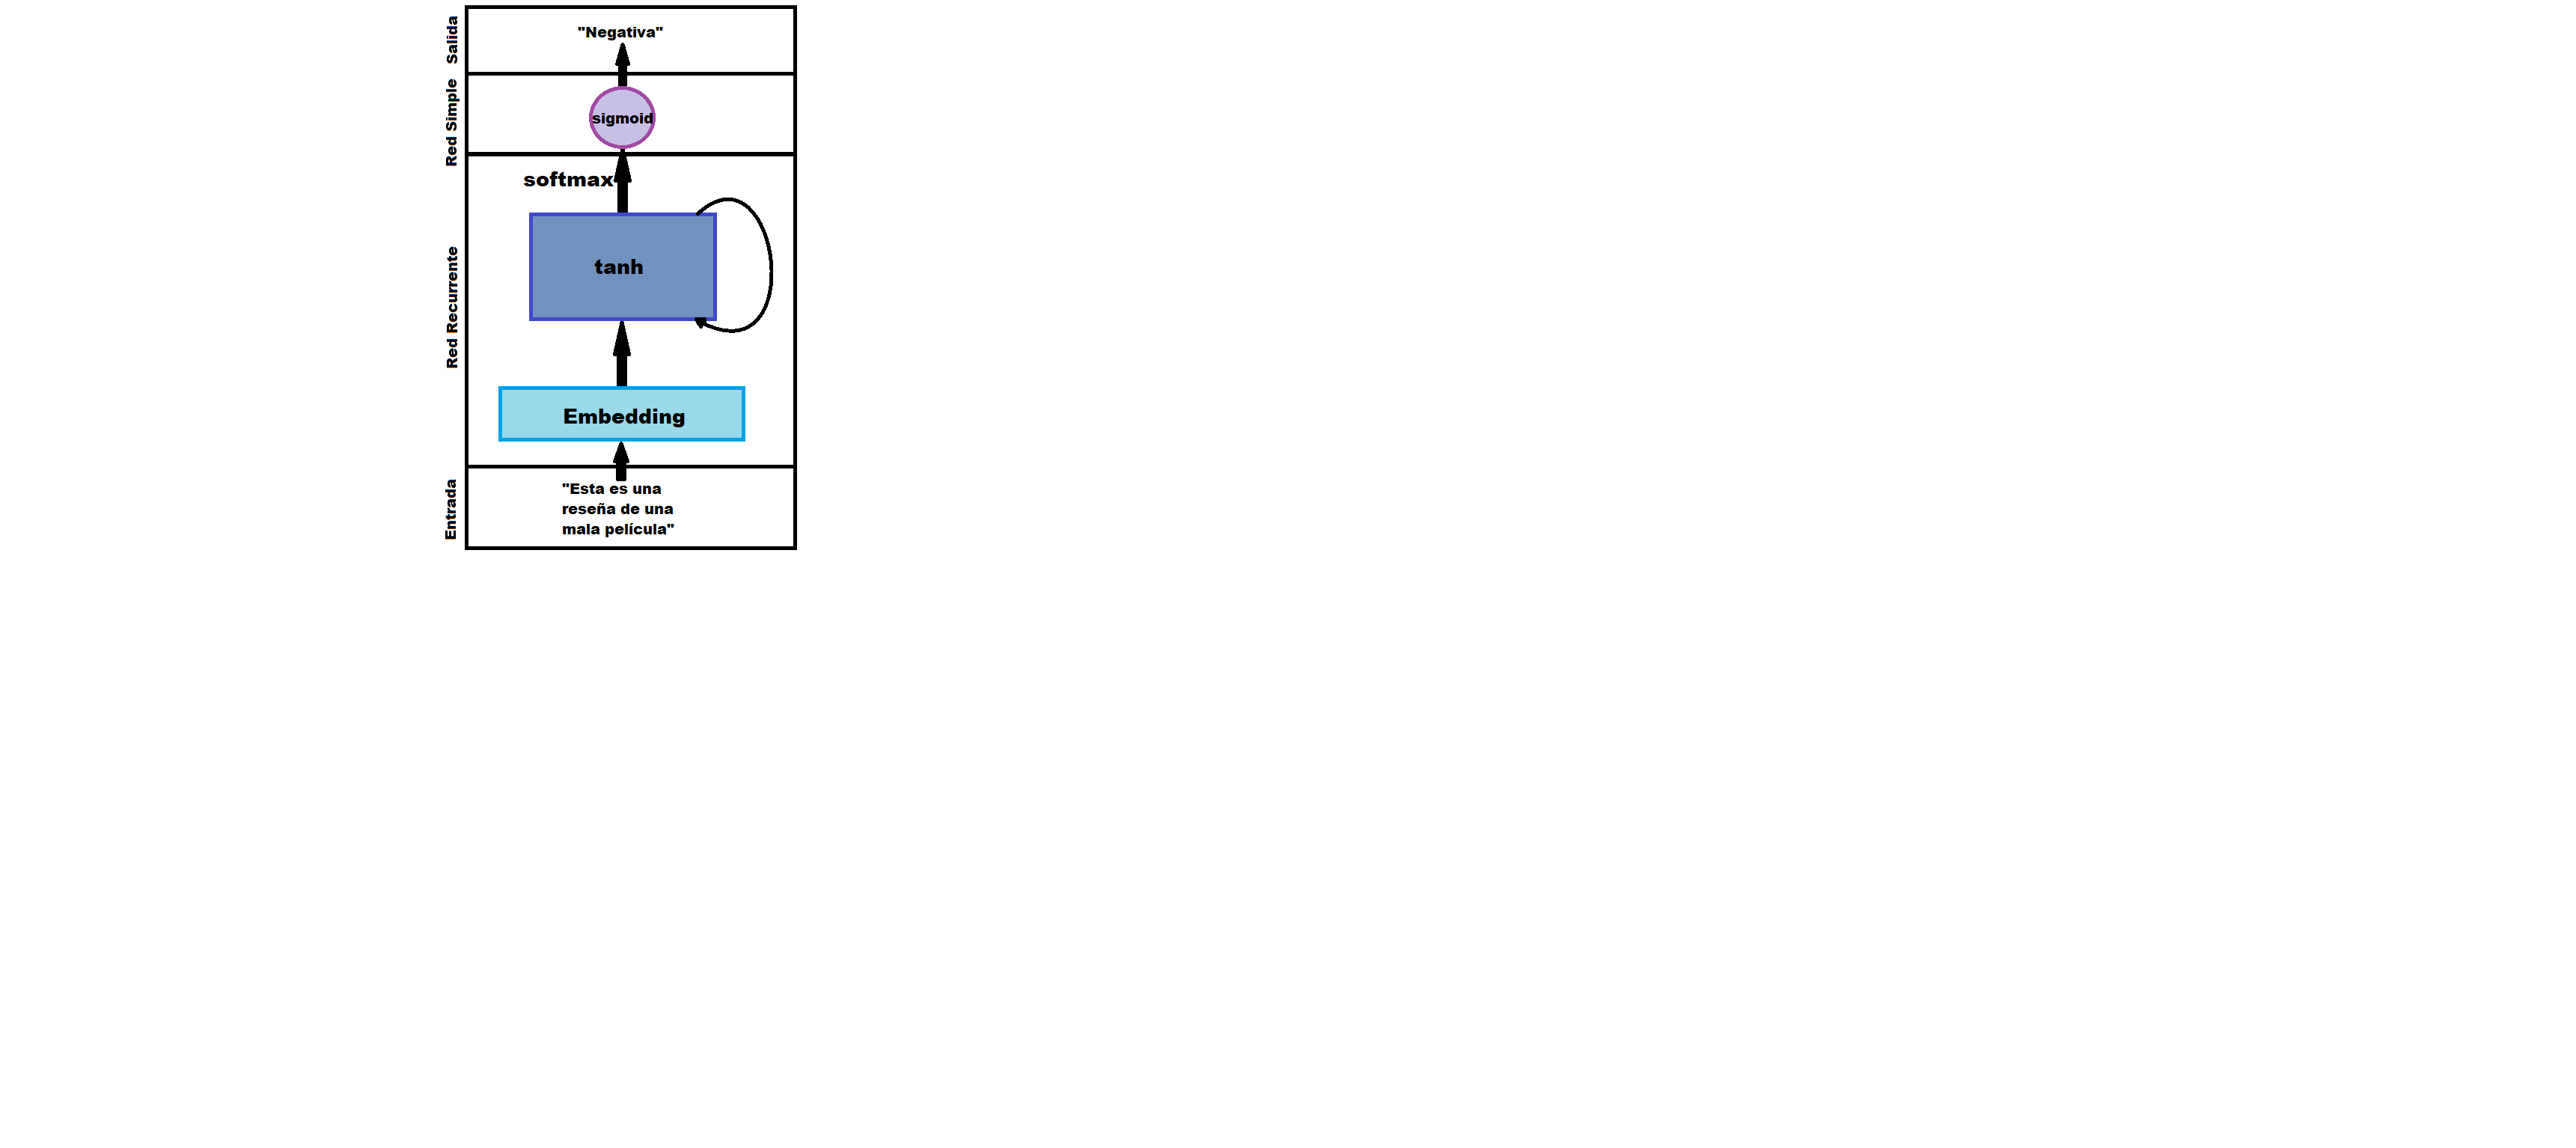 Salida
"Negativa"
Red Simple
sigmoid
softmax
Red Recurrente
tanh
Embedding
Entrada
"Esta es una
reseña de una
mala película"